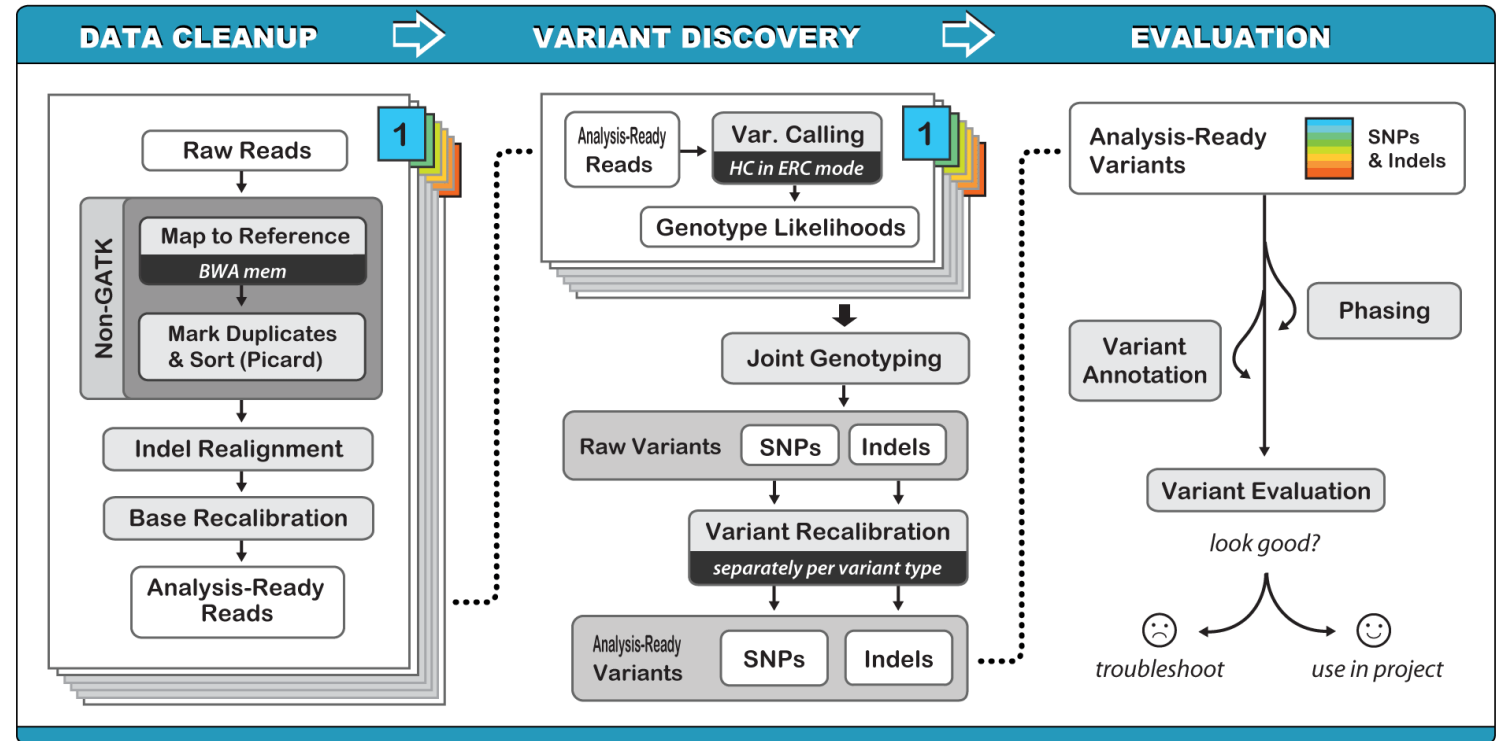 DATA CLEANUP
VARIANT DISCOVERY
EVALUATION
1
Raw Reads
Non-GATK
Map to Reference
BWA mem
Mark Duplicates
& Sort (Picard)
Indel Realignment
Base Recalibration
Analysis-Ready
Reads
1
Analysis-Ready
Reads
Var. Calling
HC in ERC mode
Genotype Likelihoods
Joint Genotyping
Raw Variants
SNPs
Indels
Variant Recalibration
separately per variant type
Analysis-Ready
Variants
SNPs
Indels
Analysis-Ready
Variants
SNPs
& Indels
Phasing
Variant
Annotation
Variant Evaluation
look good?
troubleshoot
use in project